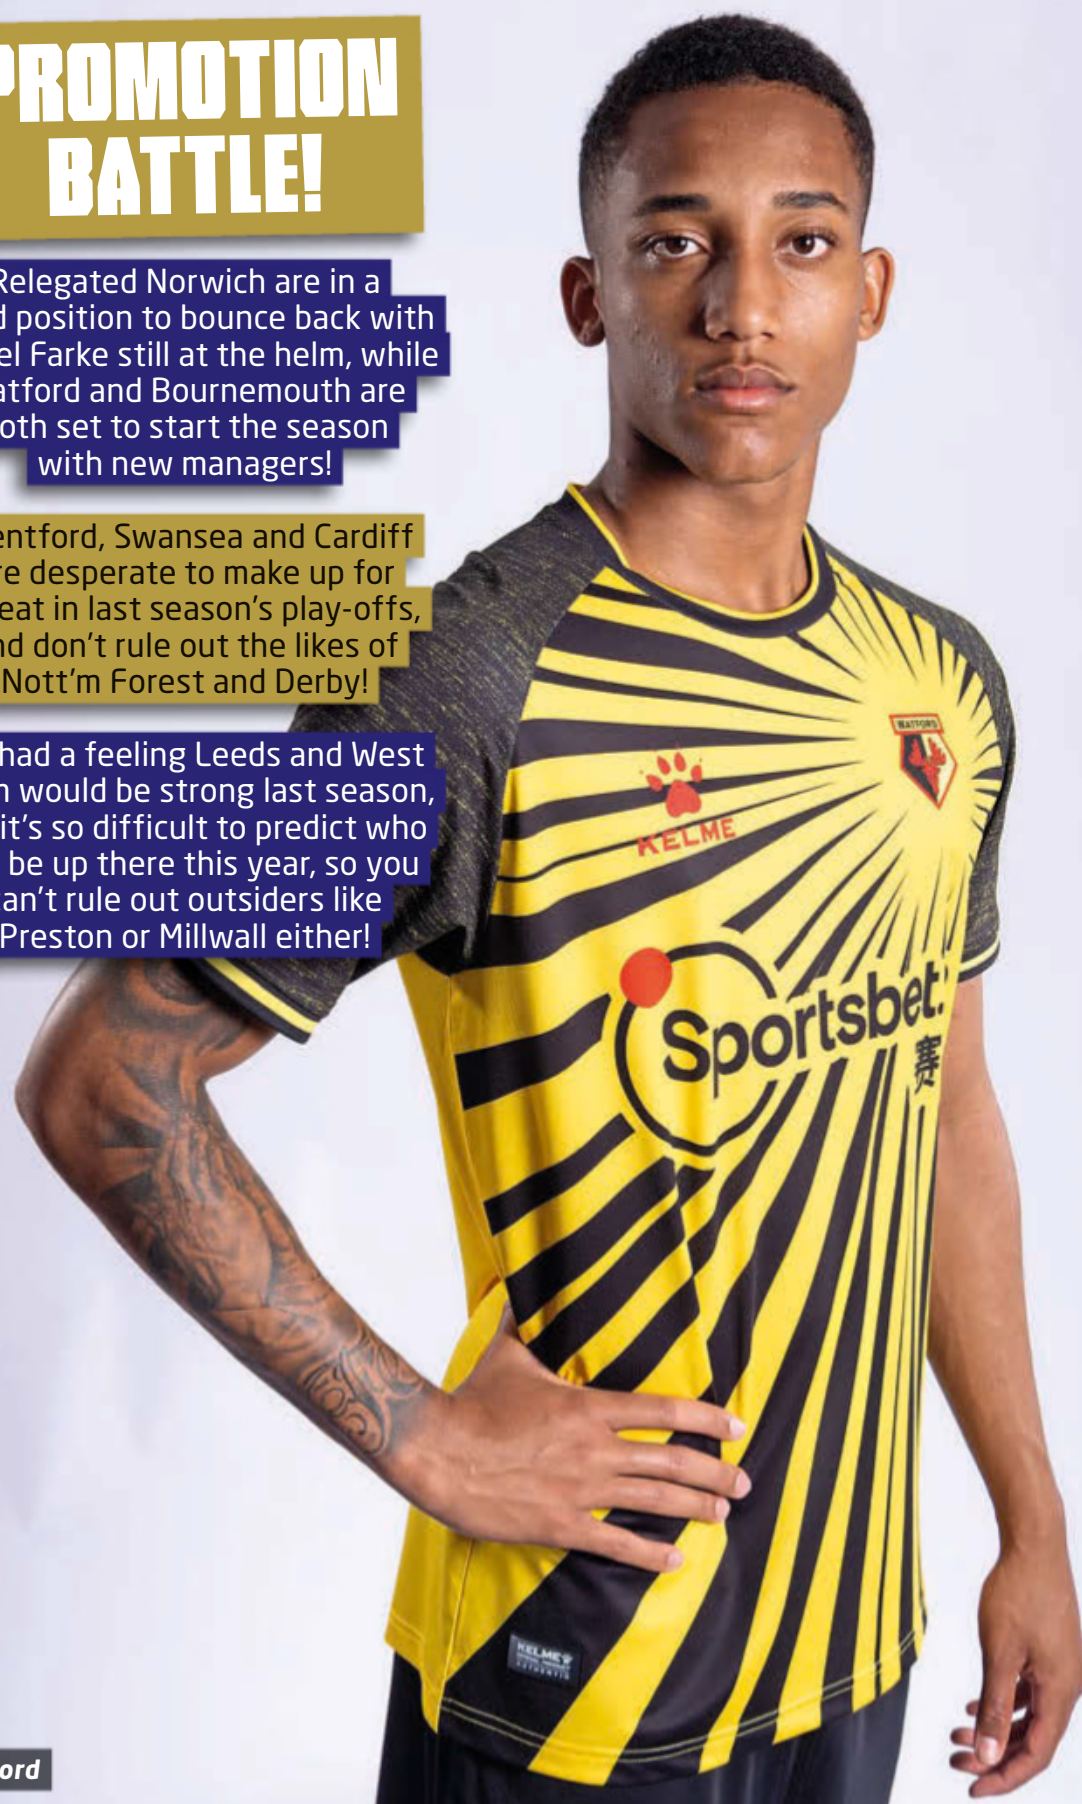 PROMOTION
BATTLE!
Relegated Norwich are in a
d position to bounce back with
el Farke still at the helm, while
atford and Bournemouth are
oth set to start the season
with new managers!
entford, Swansea and Cardiff
re desperate to make up for
eat in last season's play-offs,
nd don't rule out the likes of
Nott'm Forest and Derby!
had a feeling Leeds and West
m would be strong last season,
it's so difficult to predict who
be up there this year, so you
can't rule out outsiders like
Preston or Millwall either!
WATFORD
KELME
Sportsbet.
赛
KELME
AUTHENTIC
ord